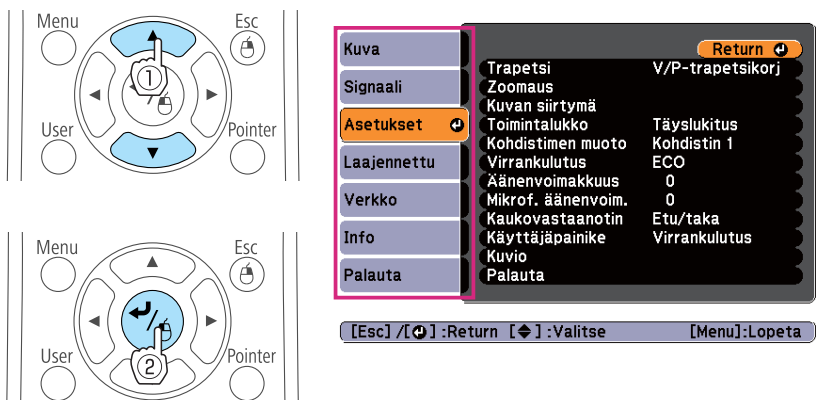 Menu
Esc
1
User
Pointer
Menu
Esc
User
Pointer
2
Kuva
Signaali
Asetukset
Laajennettu
Verkko
Info
Palauta
Return
Trapetsi V/P-trapetsikorj
Zoomaus
Kuvan siirtymä
Toimintalukko Täyslukitus
Kohdistimen muoto Kohdistin 1
Virrankulutus ECO
Äänenvoimakkuus 0
Mikrof. äänenvoim. 0
Kaukovastaanotin Etu/taka
Käyttäjäpainike Virrankulutus
Kuvio
Palauta
[Esc] /[⏎] :Return [◆] :Valitse [Menu]:Lopeta